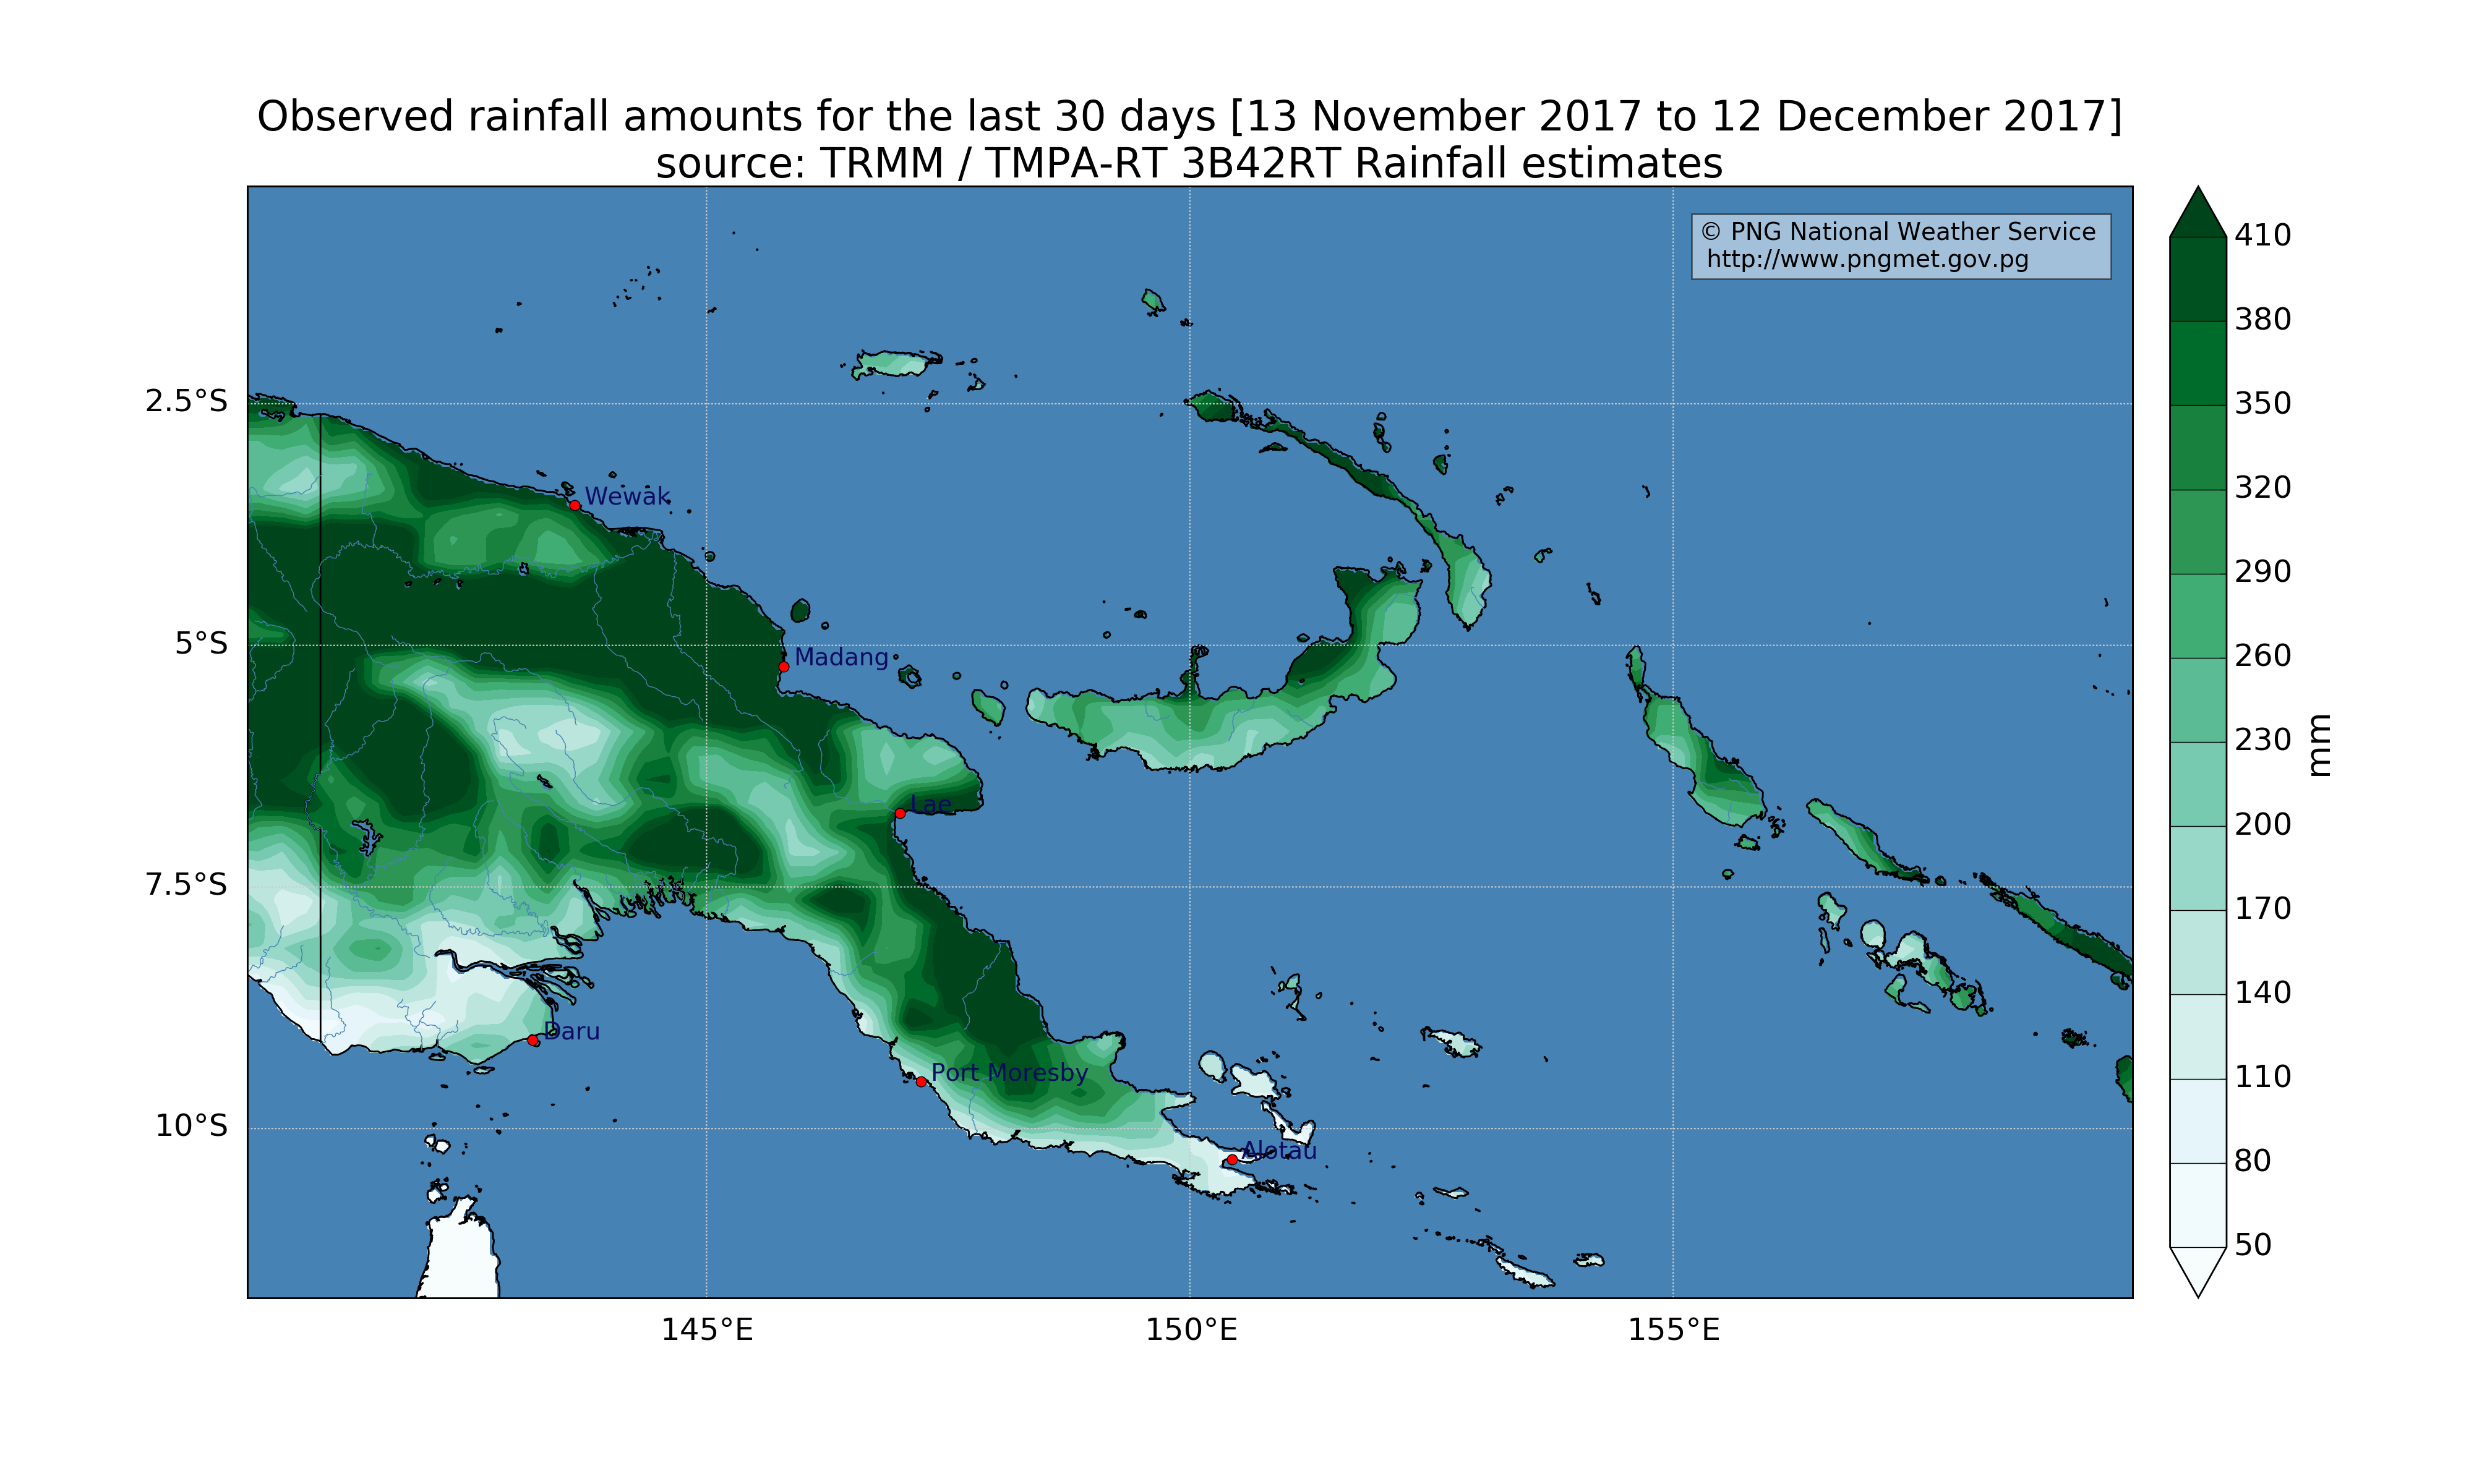 Observed rainfall amounts for the last 30 days [13 November 2017 to 12 December 2017]
source: TRMM / TMPA-RT 3B42RT Rainfall estimates
© PNG National Weather Service
http://www.pngmet.gov.pg
410
380
350
320
290
260
230
200
170
140
110
80
50
mm
2.5°S
5°S
7.5°S
10°S
Wewak
Madang
Lae
Daru
Port Moresby
Alotau
145°E
150°E
155°E